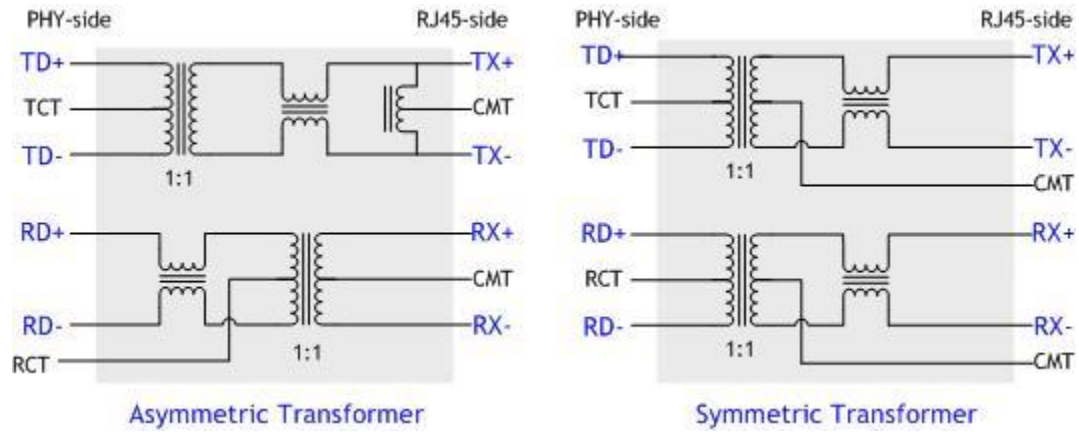 PHY-side RJ45-side
TD+ TX+
TCT CMT
TD- TX-
1:1
RD+ RX+
CMT
RD- RX-
RCT 1:1
Asymmetric Transformer
PHY-side RJ45-side
TD+ TX+
TCT
TD- TX-
1:1 CMT
RD+ RX+
RCT
RD- RX-
1:1 CMT
Symmetric Transformer